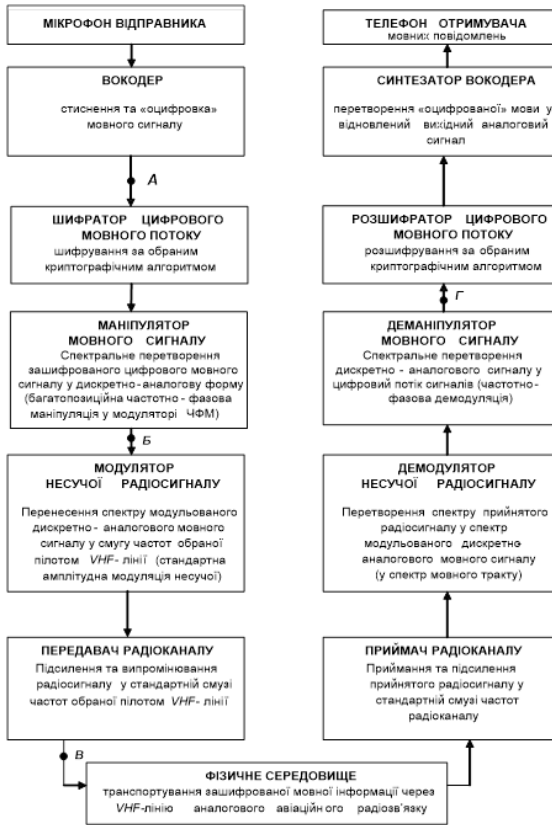 МІКРОФОН ВІДПРАВНИКА
ВОКОДЕР
стиснення та «оцифровка»
мовного сигналу
А
ШИФРАТОР ЦИФРОВОГО
МОВНОГО ПОТОКУ
шифрування за обраним
криптографічним алгоритмом
МАНІПУЛЯТОР
МОВНОГО СИГНАЛУ
Спектральне перетворення
зашифрованого цифрового мовного
сигналу у дискретно-аналогову форму
(багатопозиційна частотно - фазова
маніпуляція у модуляторі ЧФМ)
Б
МОДУЛЯТОР
НЕСУЧОЇ РАДІОСИГНАЛУ
Перенесення спектру модульованого
дискретно - аналогового мовного
сигналу у смугу частот обраної
пілотом VHF- лінії (стандартна
амплітудна модуляція несучої)
ПЕРЕДАВАЧ РАДІОКАНАЛУ
Підсилення та випромінювання
радіосигналу у стандартній смузі
частот обраної пілотом VHF- лінії
В
ФІЗИЧНЕ СЕРЕДОВИЩЕ
транспортування зашифрованої мовної інформації через
VHF-лінію аналогового авіаційного радіозв'язку
ТЕЛЕФОН ОТРИМУВАЧА
мовних повідомлень
СИНТЕЗАТОР ВОКОДЕРА
перетворення «оцифрованої» мови у
відновлений вихідний аналоговий
сигнал
РОЗШИФРАТОР ЦИФРОВОГО
МОВНОГО ПОТОКУ
розшифрування за обраним
криптографічним алгоритмом
Г
ДЕМАНІПУЛЯТОР
МОВНОГО СИГНАЛУ
Спектральне перетворення
дискретно - аналогового сигналу у
цифровий потік сигналів (частотно-
фазова демодуляція)
ДЕМОДУЛЯТОР
НЕСУЧОЇ РАДІОСИГНАЛУ
Перетворення спектру прийнятого
радіосигналу у спектр
модульованого дискретно-
аналогового мовного сигналу
(у спектр мовного тракту)
ПРИЙМАЧ РАДІОКАНАЛУ
Приймання та підсилення
прийнятого радіосигналу у
стандартній смузі частот
радіоканалу